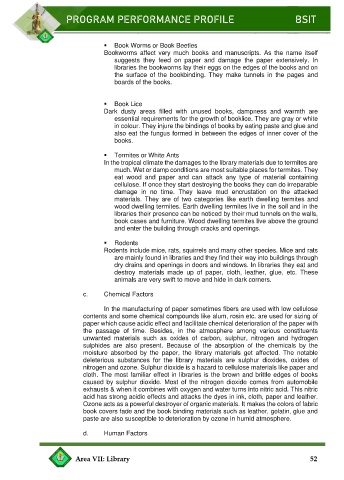 PROGRAM PERFORMANCE PROFILE BSIT
▪ Book Worms or Book Beetles
Bookworms affect very much books and manuscripts. As the name itself
suggests they feed on paper and damage the paper extensively. In
libraries the bookworms lay their eggs on the edges of the books and on
the surface of the bookbinding. They make tunnels in the pages and
boards of the books.
▪ Book Lice
Dark dusty areas filled with unused books, dampness and warmth are
essential requirements for the growth of booklice. They are gray or white
in colour. They injure the bindings of books by eating paste and glue and
also eat the fungus formed in between the edges of inner cover of the
books.
▪ Termites or White Ants
In the tropical climate the damages to the library materials due to termites are
much. Wet or damp conditions are most suitable places for termites. They
eat wood and paper and can attack any type of material containing
cellulose. If once they start destroying the books they can do irreparable
damage in no time. They leave mud encrustation on the attacked
materials. They are of two categories like earth dwelling termites and
wood dwelling termites. Earth dwelling termites live in the soil and in the
libraries their presence can be noticed by their mud tunnels on the walls,
book cases and furniture. Wood dwelling termites live above the ground
and enter the building through cracks and openings.
▪ Rodents
Rodents include mice, rats, squirrels and many other species. Mice and rats
are mainly found in libraries and they find their way into buildings through
dry drains and openings in doors and windows. In libraries they eat and
destroy materials made up of paper, cloth, leather, glue, etc. These
animals are very swift to move and hide in dark corners.
c. Chemical Factors
In the manufacturing of paper sometimes fibers are used with low cellulose
contents and some chemical compounds like alum, rosin etc. are used for sizing of
paper which cause acidic effect and facilitate chemical deterioration of the paper with
the passage of time. Besides, in the atmosphere among various constituents
unwanted materials such as oxides of carbon, sulphur, nitrogen and hydrogen
sulphides are also present. Because of the absorption of the chemicals by the
moisture absorbed by the paper, the library materials get affected. The notable
deleterious substances for the library materials are sulphur dioxides, oxides of
nitrogen and ozone. Sulphur dioxide is a hazard to cellulose materials like paper and
cloth. The most familiar effect in libraries is the brown and brittle edges of books
caused by sulphur dioxide. Most of the nitrogen dioxide comes from automobile
exhausts & when it combines with oxygen and water turns into nitric acid. This nitric
acid has strong acidic effects and attacks the dyes in ink, cloth, paper and leather.
Ozone acts as a powerful destroyer of organic materials. It makes the colors of fabric
book covers fade and the book binding materials such as leather, gelatin, glue and
paste are also susceptible to deterioration by ozone in humid atmosphere.
d. Human Factors
Area VII: Library 52